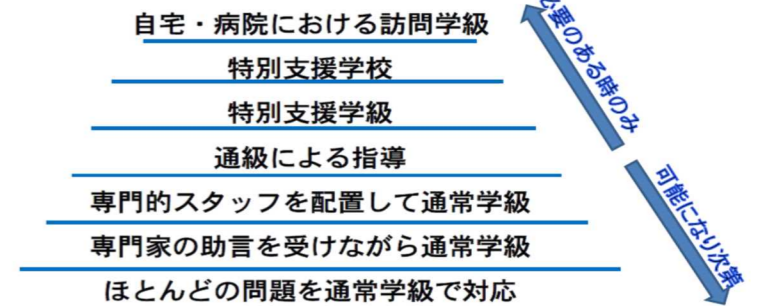 自宅・病院における訪問学級
特別支援学校
特別支援学級
通級による指導
専門的スタッフを配置して通常学級
専門家の助言を受けながら通常学級
ほとんどの問題を通常学級で対応
必要のある時のみ
可能になり次第